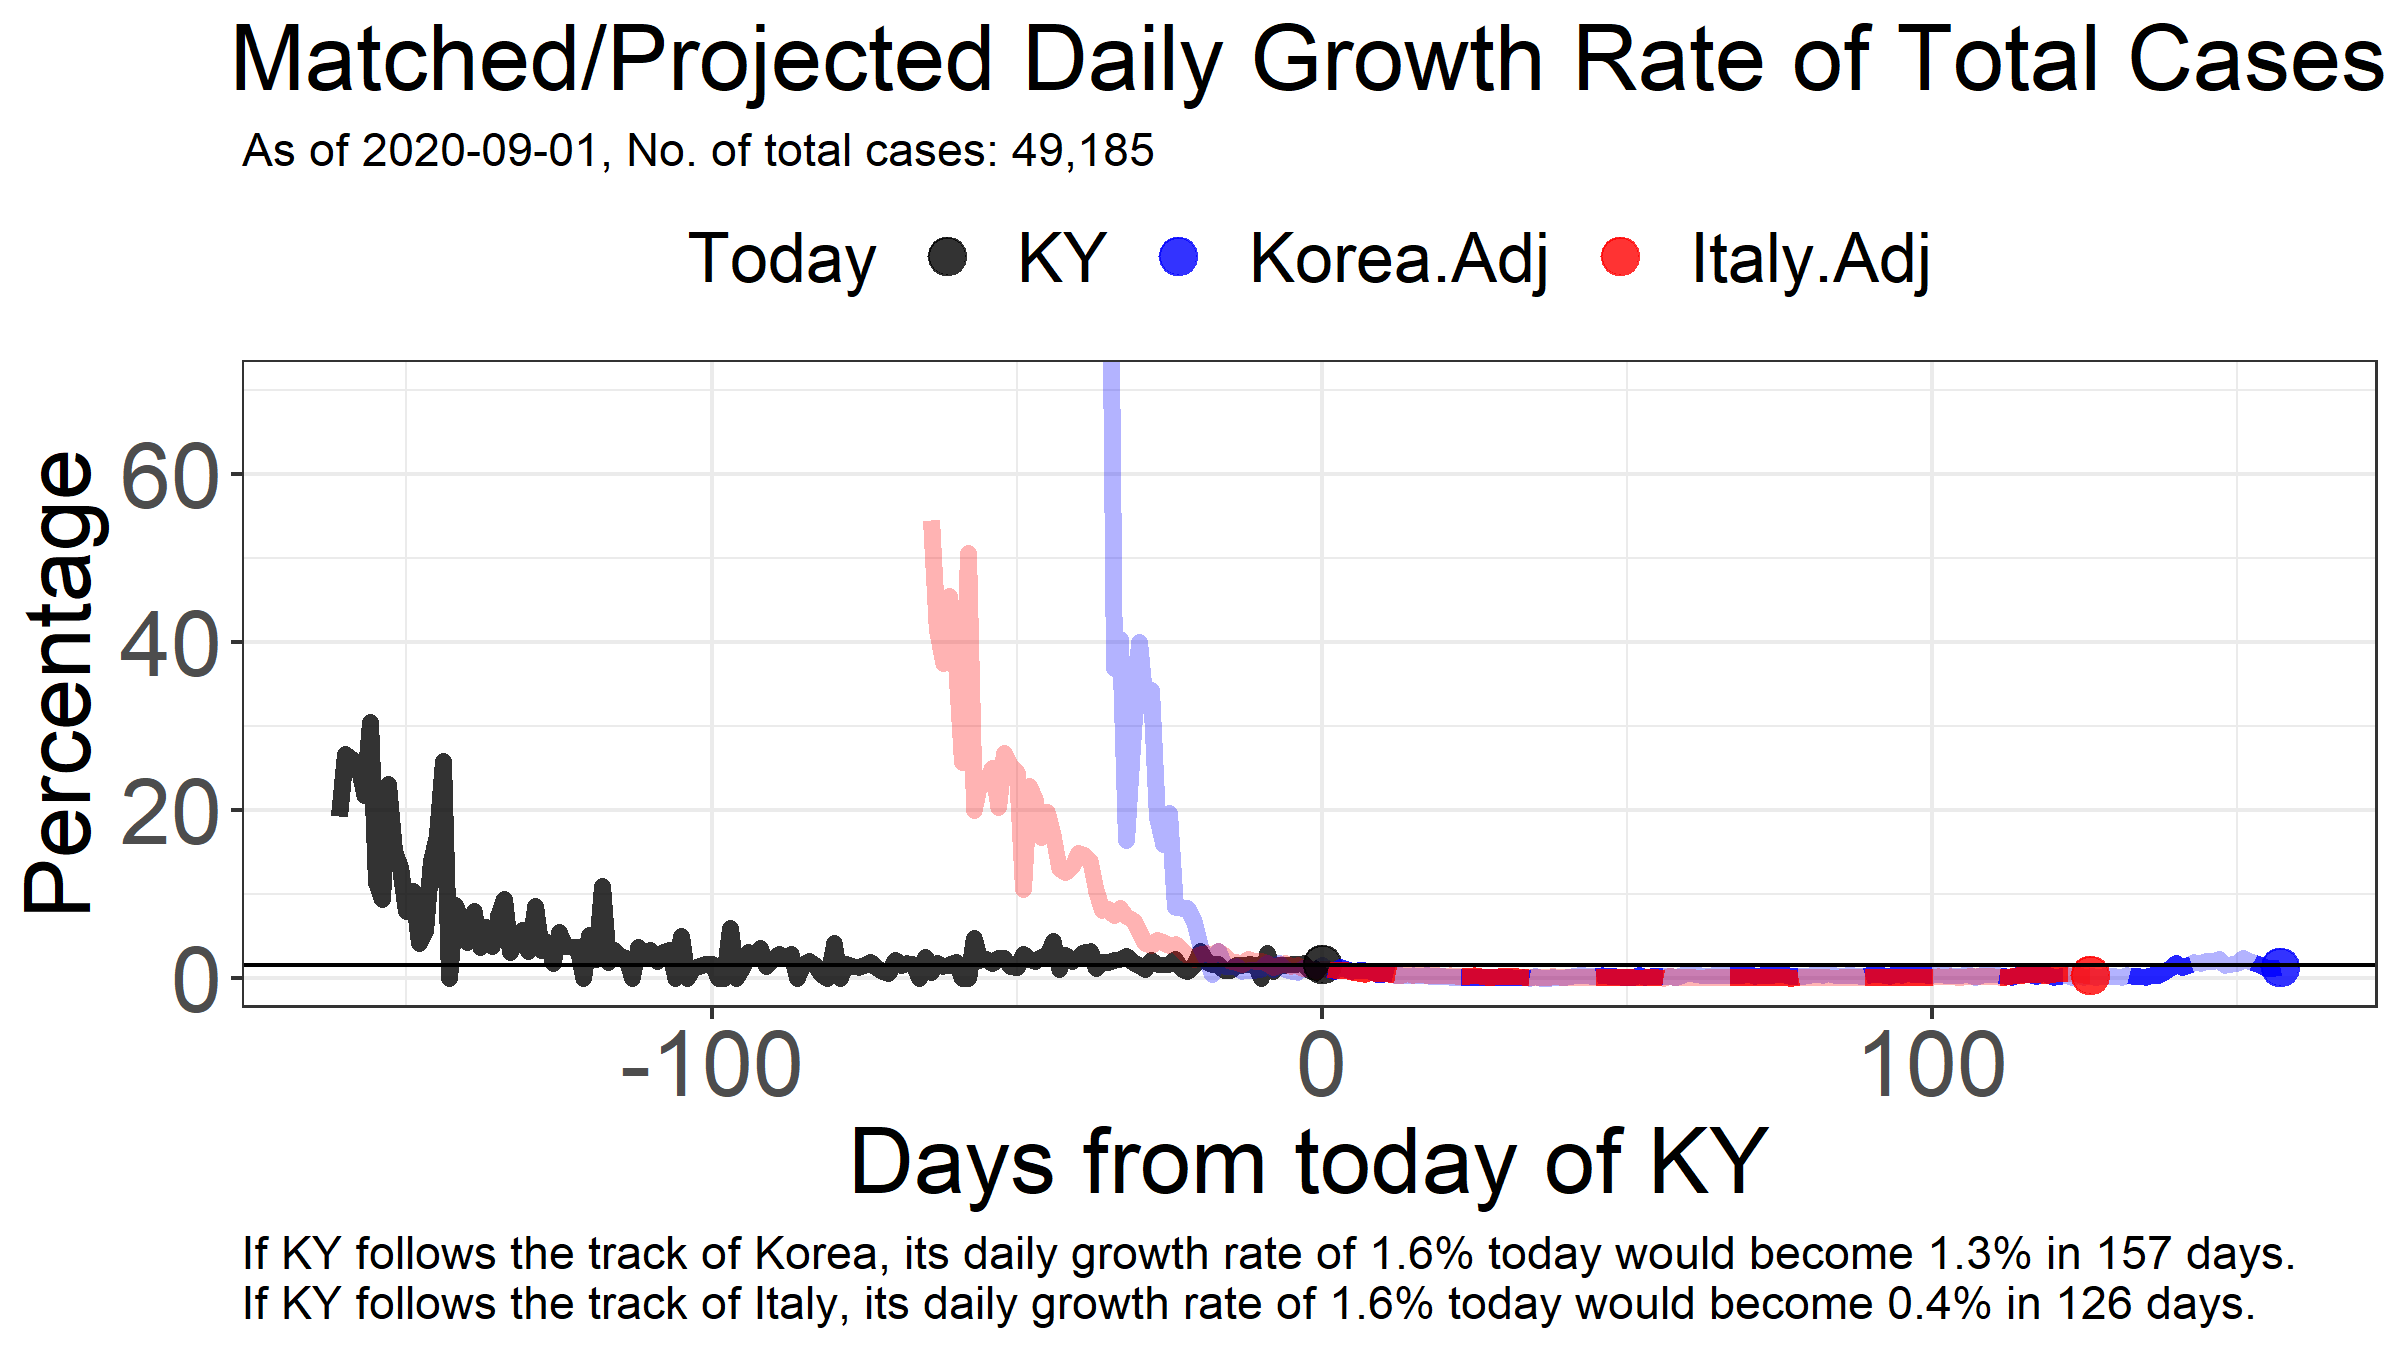 Matched/Projected Daily Growth Rate of Total Cases
As of 2020-09-01, No. of total cases: 49,185
Today KY Korea.Adj Italy.Adj
Percentage
60
40
20
0
-100 0 100
Days from today of KY
If KY follows the track of Korea, its daily growth rate of 1.6% today would become 1.3% in 157 days.
If KY follows the track of Italy, its daily growth rate of 1.6% today would become 0.4% in 126 days.